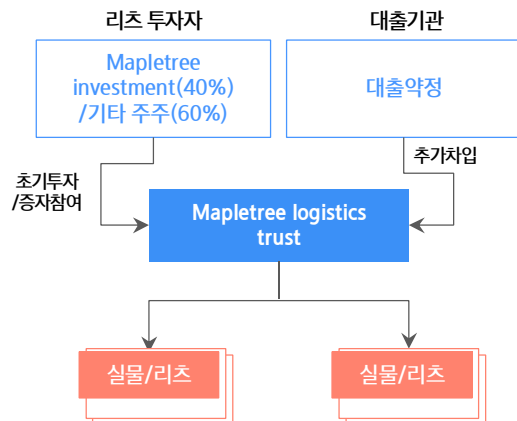 리츠 투자자
대출기관
Mapletree
investment(40%)
/기타 주주(60%)
대출약정
초기투자
/증자참여
추가차입
Mapletree logistics
trust
실물/리츠
실물/리츠